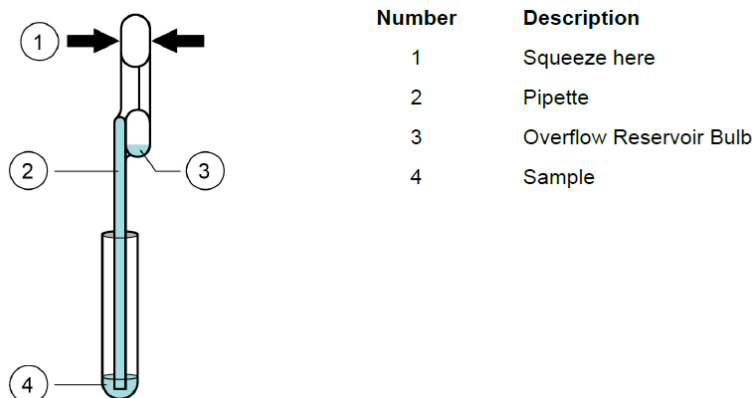 Number Description
1 Squeeze here
2 Pipette
3 Overflow Reservoir Bulb
4 Sample
1
2
3
4